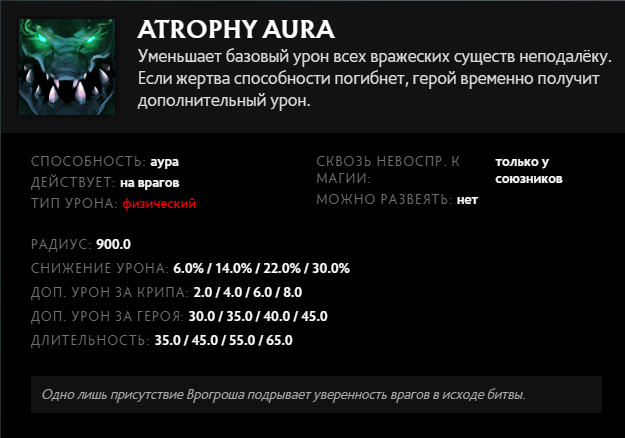 ATROPHY AURA
Уменьшает базовый урон всех вражеских существ неподалёку.
Если жертва способности погибнет, герой временно получит
дополнительный урон.
СПОСОБНОСТЬ: аура
ДЕЙСТВУЕТ: на врагов
ТИП УРОНА: физический
СКВОЗЬ НЕВОСПР. К МАГИИ: только у союзников
МОЖНО РАЗВЕЯТЬ: нет
РАДИУС: 900.0
СНИЖЕНИЕ УРОНА: 6.0% / 14.0% / 22.0% / 30.0%
ДОП. УРОН ЗА КРИПА: 2.0 / 4.0 / 6.0 / 8.0
ДОП. УРОН ЗА ГЕРОЯ: 30.0 / 35.0 / 40.0 / 45.0
ДЛИТЕЛЬНОСТЬ: 35.0 / 45.0 / 55.0 / 65.0
Одно лишь присутствие Врогроша подрывает уверенность врагов в исходе битвы.